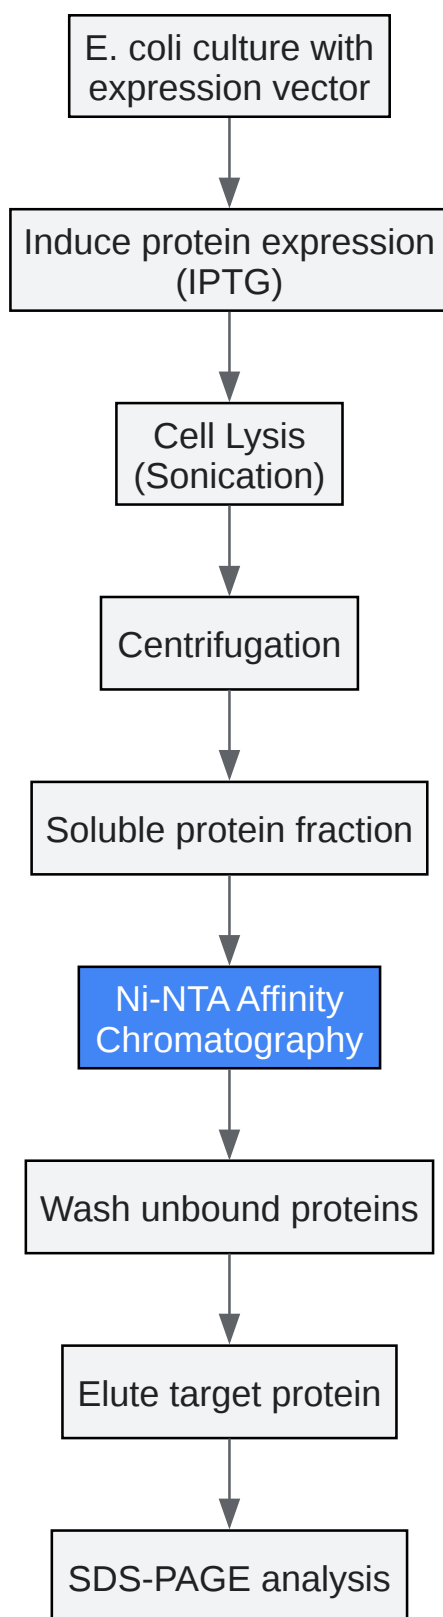 E. coli culture with
expression vector
Induce protein expression
(IPTG)
Cell Lysis
(Sonication)
Centrifugation
Soluble protein fraction
Ni-NTA Affinity
Chromatography
Wash unbound proteins
Elute target protein
SDS-PAGE analysis